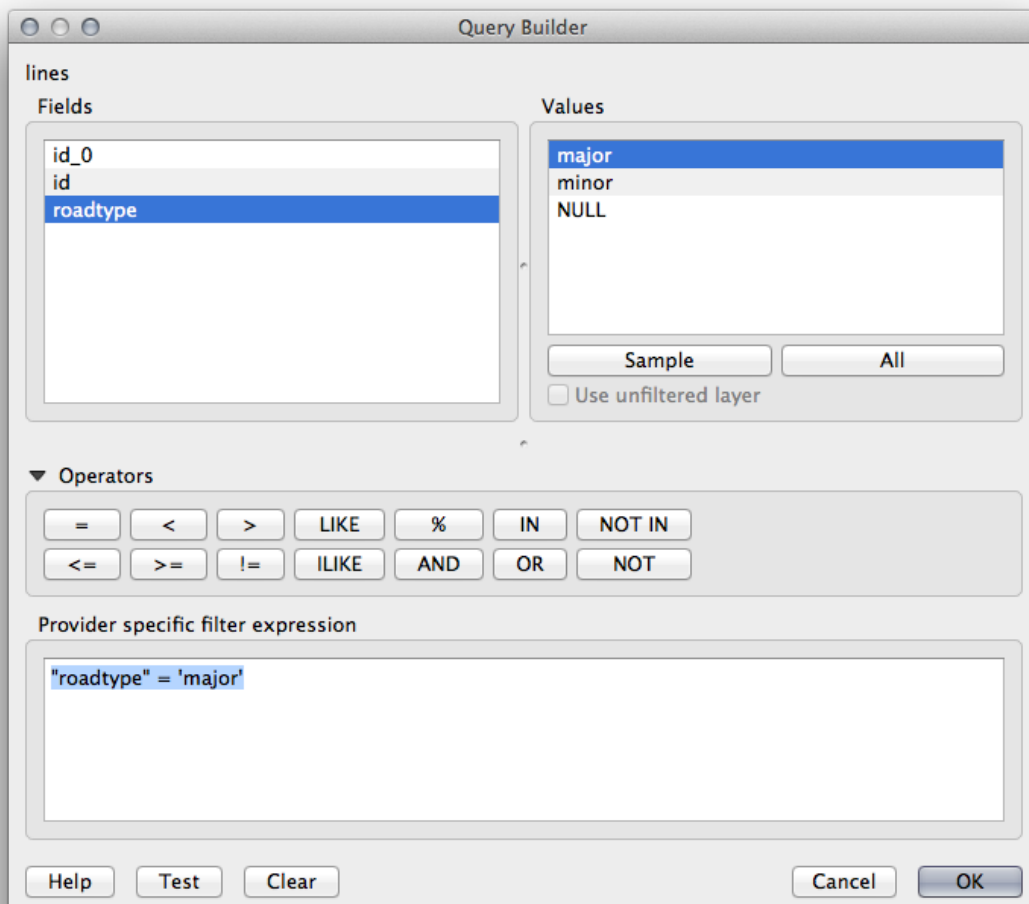 Query Builder
lines
Fields
id_0
id
roadtype
Values
major
minor
NULL
Sample
All
Use unfiltered layer
Operators
= < > LIKE % IN NOT IN
<= >= != ILIKE AND OR NOT
Provider specific filter expression
"roadtype" = 'major'
Help Test Clear Cancel OK